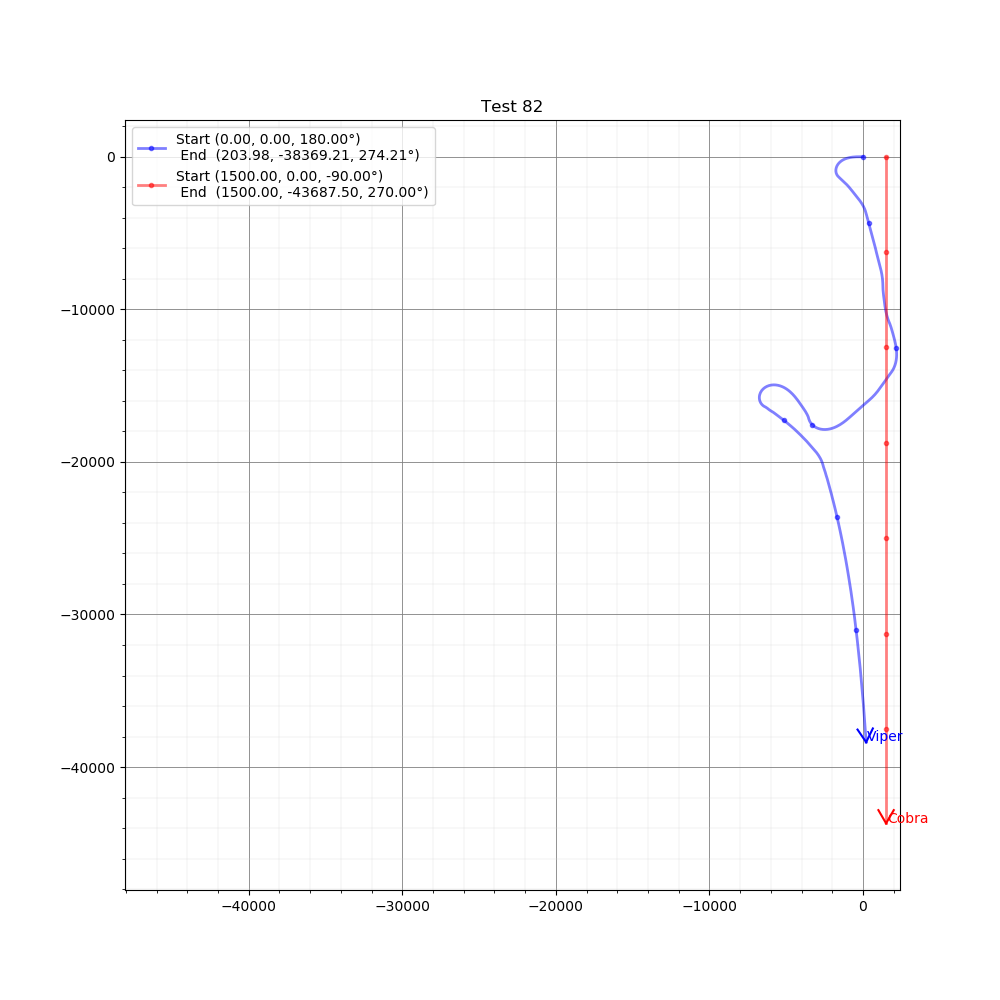 Test 82
Start (0.00, 0.00, 180.00°)
End  (203.98, -38369.21, 274.21°)
Start (1500.00, 0.00, -90.00°)
End  (1500.00, -43687.50, 270.00°)
0
−10000
−20000
−30000
−40000
Viper
Cobra
−40000
−30000
−20000
−10000
0